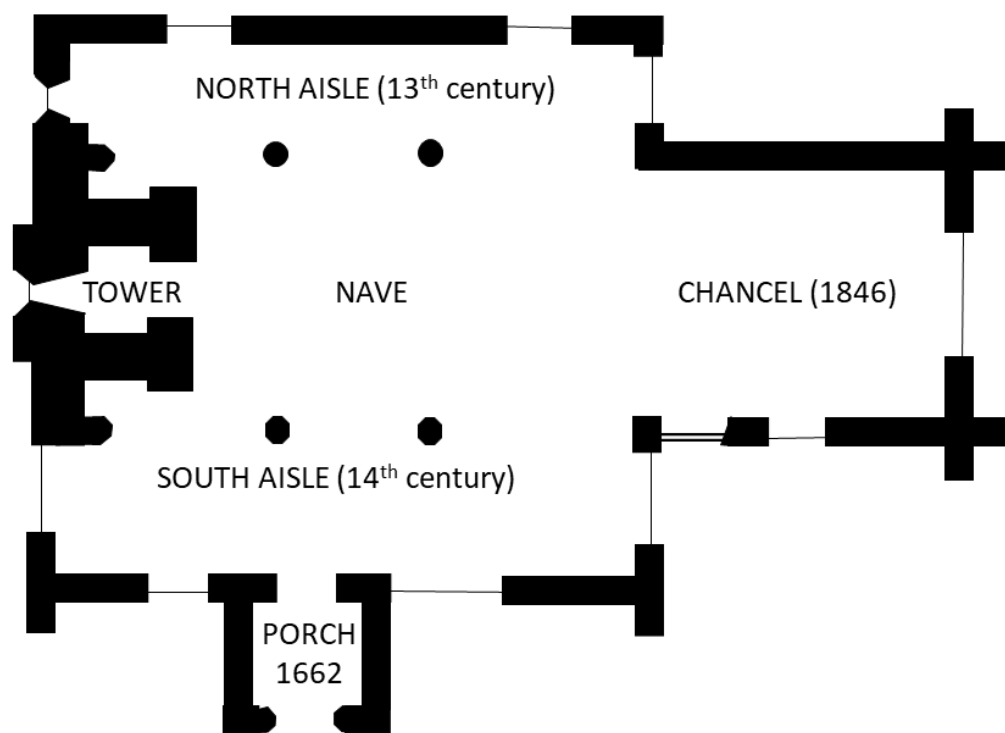 NORTH AISLE (13th century)
TOWER
NAVE
CHANCEL (1846)
SOUTH AISLE (14th century)
PORCH
1662